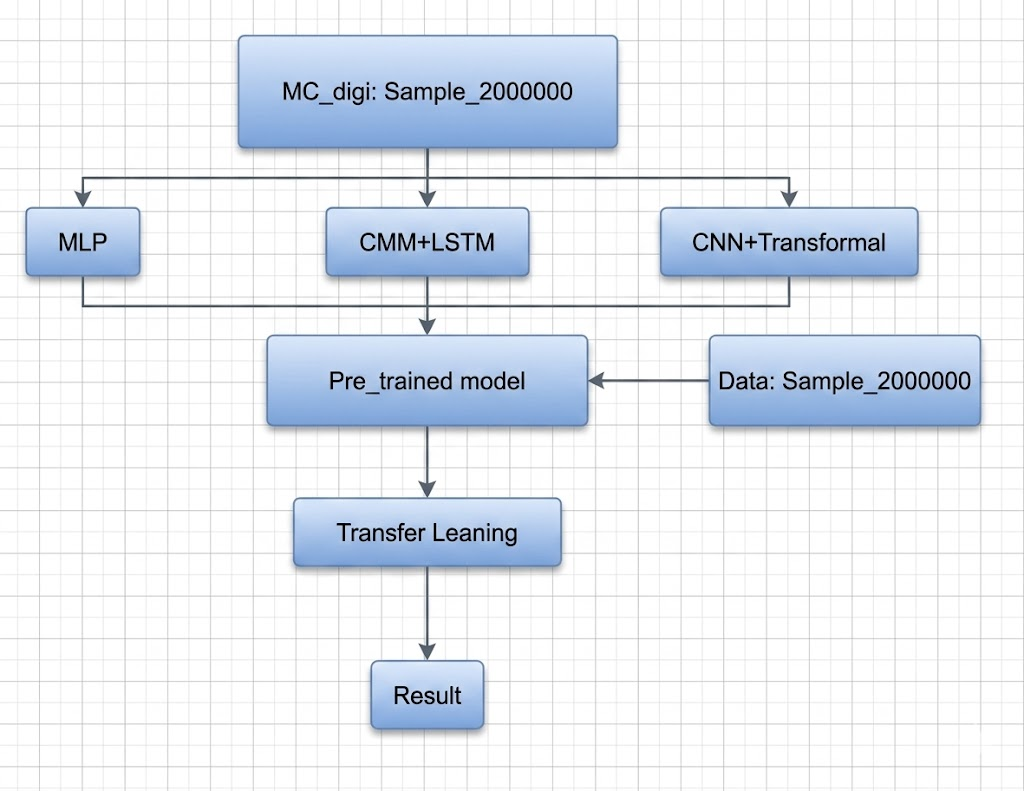 MC_digi: Sample_2000000
MLP
CMM+LSTM
CNN+Transformal
Pre_trained model
Data: Sample_2000000
Transfer Leaning
Result